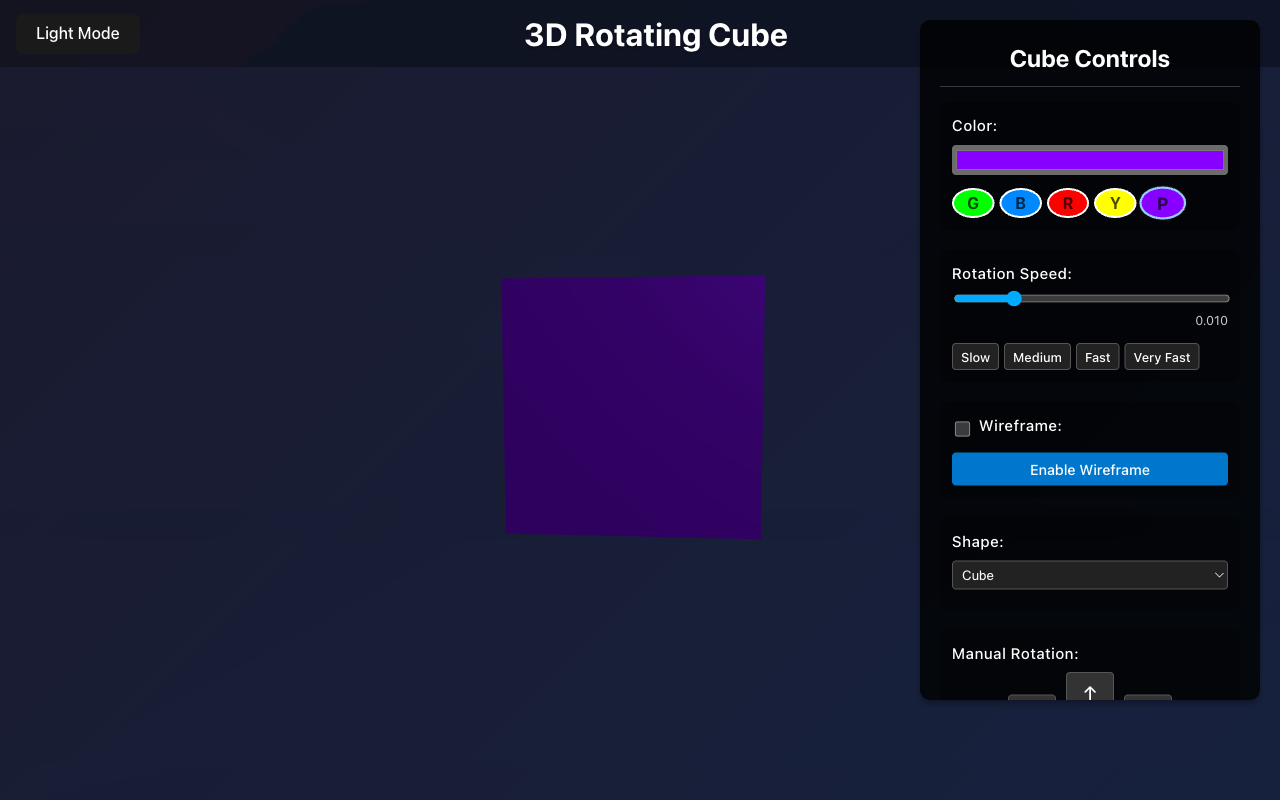 Light Mode
3D Rotating Cube
Cube Controls
Color:
G B R Y P
Rotation Speed:
0.010
Slow Medium Fast Very Fast
Wireframe:
Enable Wireframe
Shape:
Cube
Manual Rotation:
↑